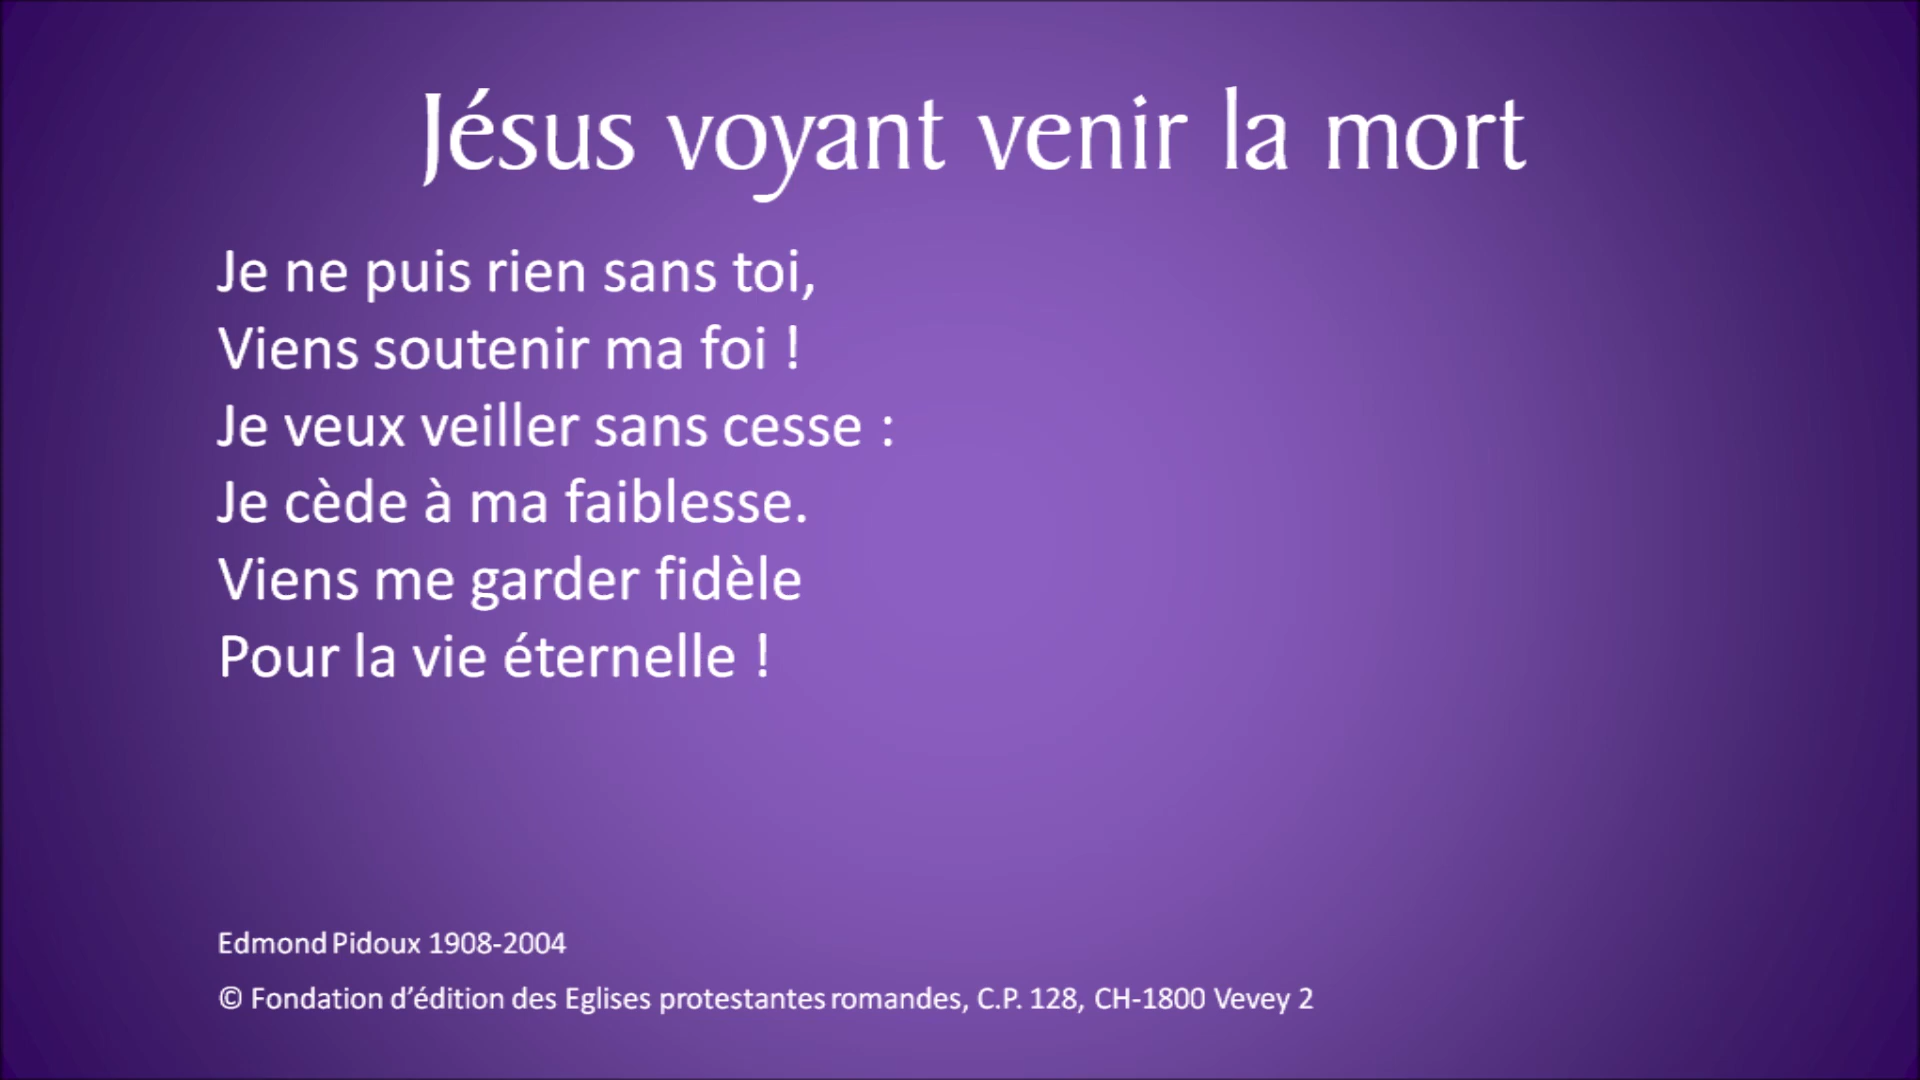 Jésus voyant venir la mort
Je ne puis rien sans toi,
Viens soutenir ma foi !
Je veux veiller sans cesse :
Je cède à ma faiblesse.
Viens me garder fidèle
Pour la vie éternelle !
Edmond Pidoux 1908-2004
© Fondation d’édition des Eglises protestantes romandes, C.P. 128, CH-1800 Vevey 2